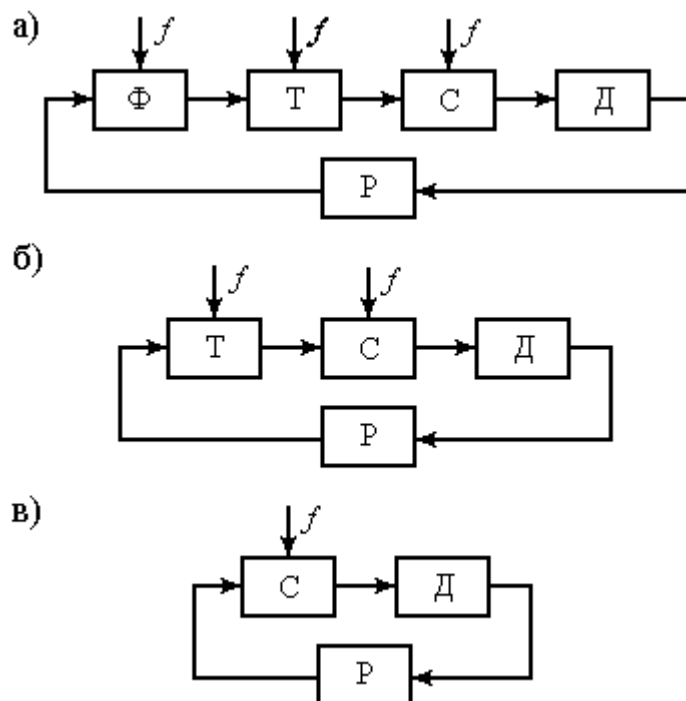 а)
f f f
Ф Т С Д
Р
б)
f f
Т С Д
Р
в)
f
С Д
Р